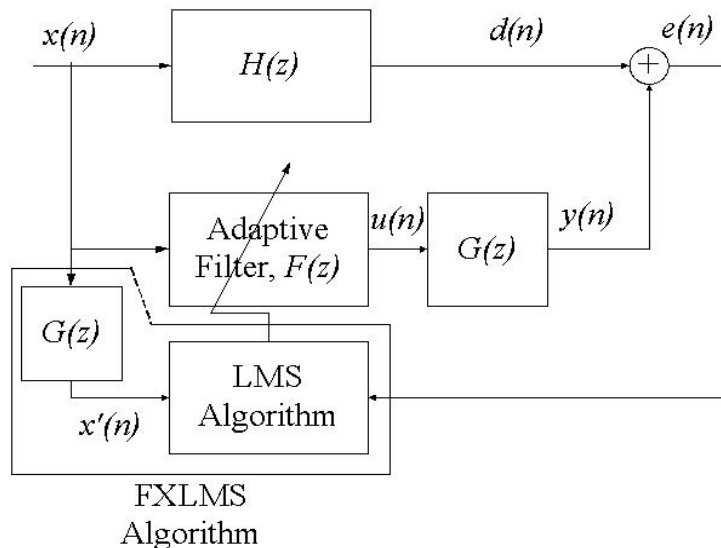 x(n)
H(z)
d(n)
e(n)
+
Adaptive
Filter, F(z)
u(n)
G(z)
y(n)
G(z)
x'(n)
LMS
Algorithm
FXLMS
Algorithm